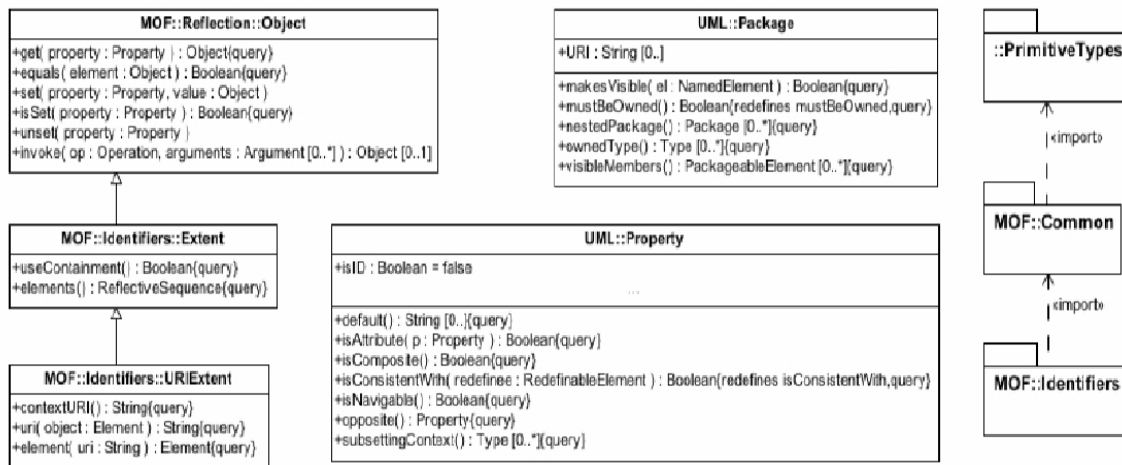 MOF::Reflection::Object
+get( property : Property ) : Object{query}
+equals( element : Object ) : Boolean{query}
+set( property : Property, value : Object )
+isSet( property : Property ) : Boolean{query}
+unset( property : Property )
+invoke( op : Operation, arguments : Argument [0..*] ) : Object [0..1]
MOF::Identifiers::Extent
+useContainment() : Boolean{query}
+elements() : ReflectiveSequence{query}
MOF::Identifiers::URIExtent
+contextURI() : String{query}
+uri( object : Element ) : String{query}
+element( uri : String ) : Element{query}
UML::Package
+URI : String [0..]
+makesVisible( el : NamedElement ) : Boolean{query}
+mustBeOwned() : Boolean{redefines mustBeOwned,query}
+nestedPackage() : Package [0..*]{query}
+ownedType() : Type [0..*]{query}
+visibleMembers() : PackageableElement [0..*]{query}
UML::Property
+isID : Boolean = false
...
+default() : String [0..]{query}
+isAttribute( p : Property ) : Boolean{query}
+isComposite() : Boolean{query}
+isConsistentWith( redefinee : RedefinableElement ) : Boolean{redefines isConsistentWith,query}
+isNavigable() : Boolean{query}
+opposite() : Property{query}
+subsettingContext() : Type [0..*]{query}
::PrimitiveTypes
«import»
MOF::Common
«import»
MOF::Identifiers